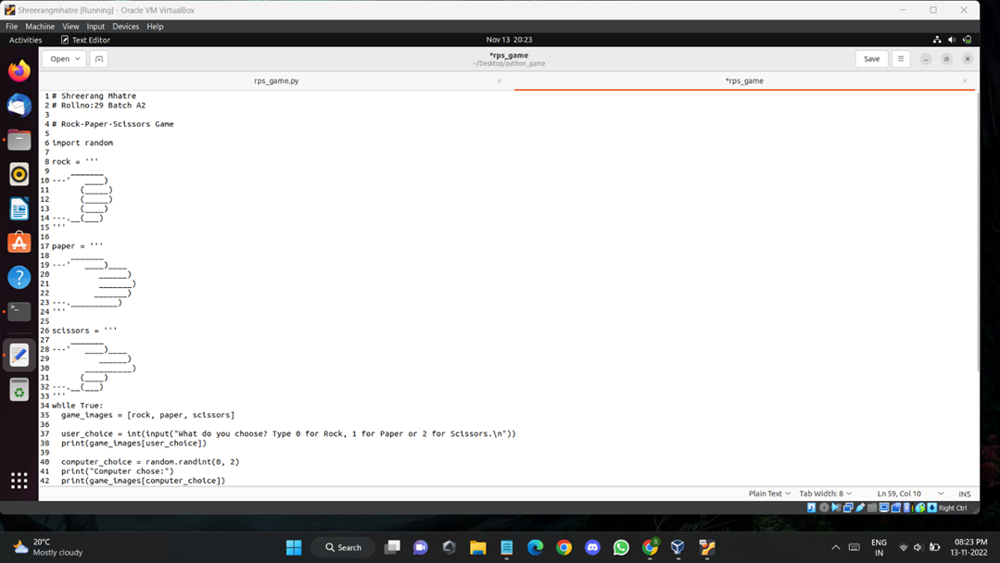 Shreerangmhatre [Running] - Oracle VM VirtualBox
File Machine View Input Devices Help
Activities Text Editor Nov 13 20:23
Open *rps_game Save
~/Desktop/python_game
rps_game.py *rps_game
1 # Shreerang Mhatre
2 # Rollno:29 Batch A2
3
4 # Rock-Paper-Scissors Game
5
6 import random
7
8 rock = '''
9     _______
10 ---'   ____)
11       (_____)
12       (_____)
13       (____)
14 ---.__(___)
15 '''
16
17 paper = '''
18     _______
19 ---'   ____)____
20           ______)
21           _______)
22          _______)
23 ---.__________)
24 '''
25
26 scissors = '''
27     _______
28 ---'   ____)____
29           ______)
30        __________)
31       (____)
32 ---.__(___)
33 '''
34 while True:
35   game_images = [rock, paper, scissors]
36
37   user_choice = int(input("What do you choose? Type 0 for Rock, 1 for Paper or 2 for Scissors.\n"))
38   print(game_images[user_choice])
39
40   computer_choice = random.randint(0, 2)
41   print("Computer chose:")
42   print(game_images[computer_choice])
Plain Text Tab Width: 8 Ln 59, Col 10 INS
Right Ctrl
20°C
Mostly cloudy
Search
5
ENG
IN
08:23 PM
13-11-2022